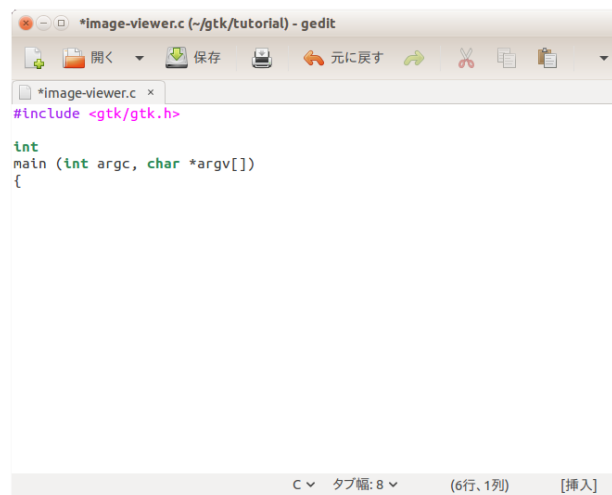 *image-viewer.c (~/gtk/tutorial) - gedit
開く 保存 元に戻す
*image-viewer.c ×
#include <gtk/gtk.h>
int
main (int argc, char *argv[])
{
C タブ幅: 8 (6行、1列) [挿入]